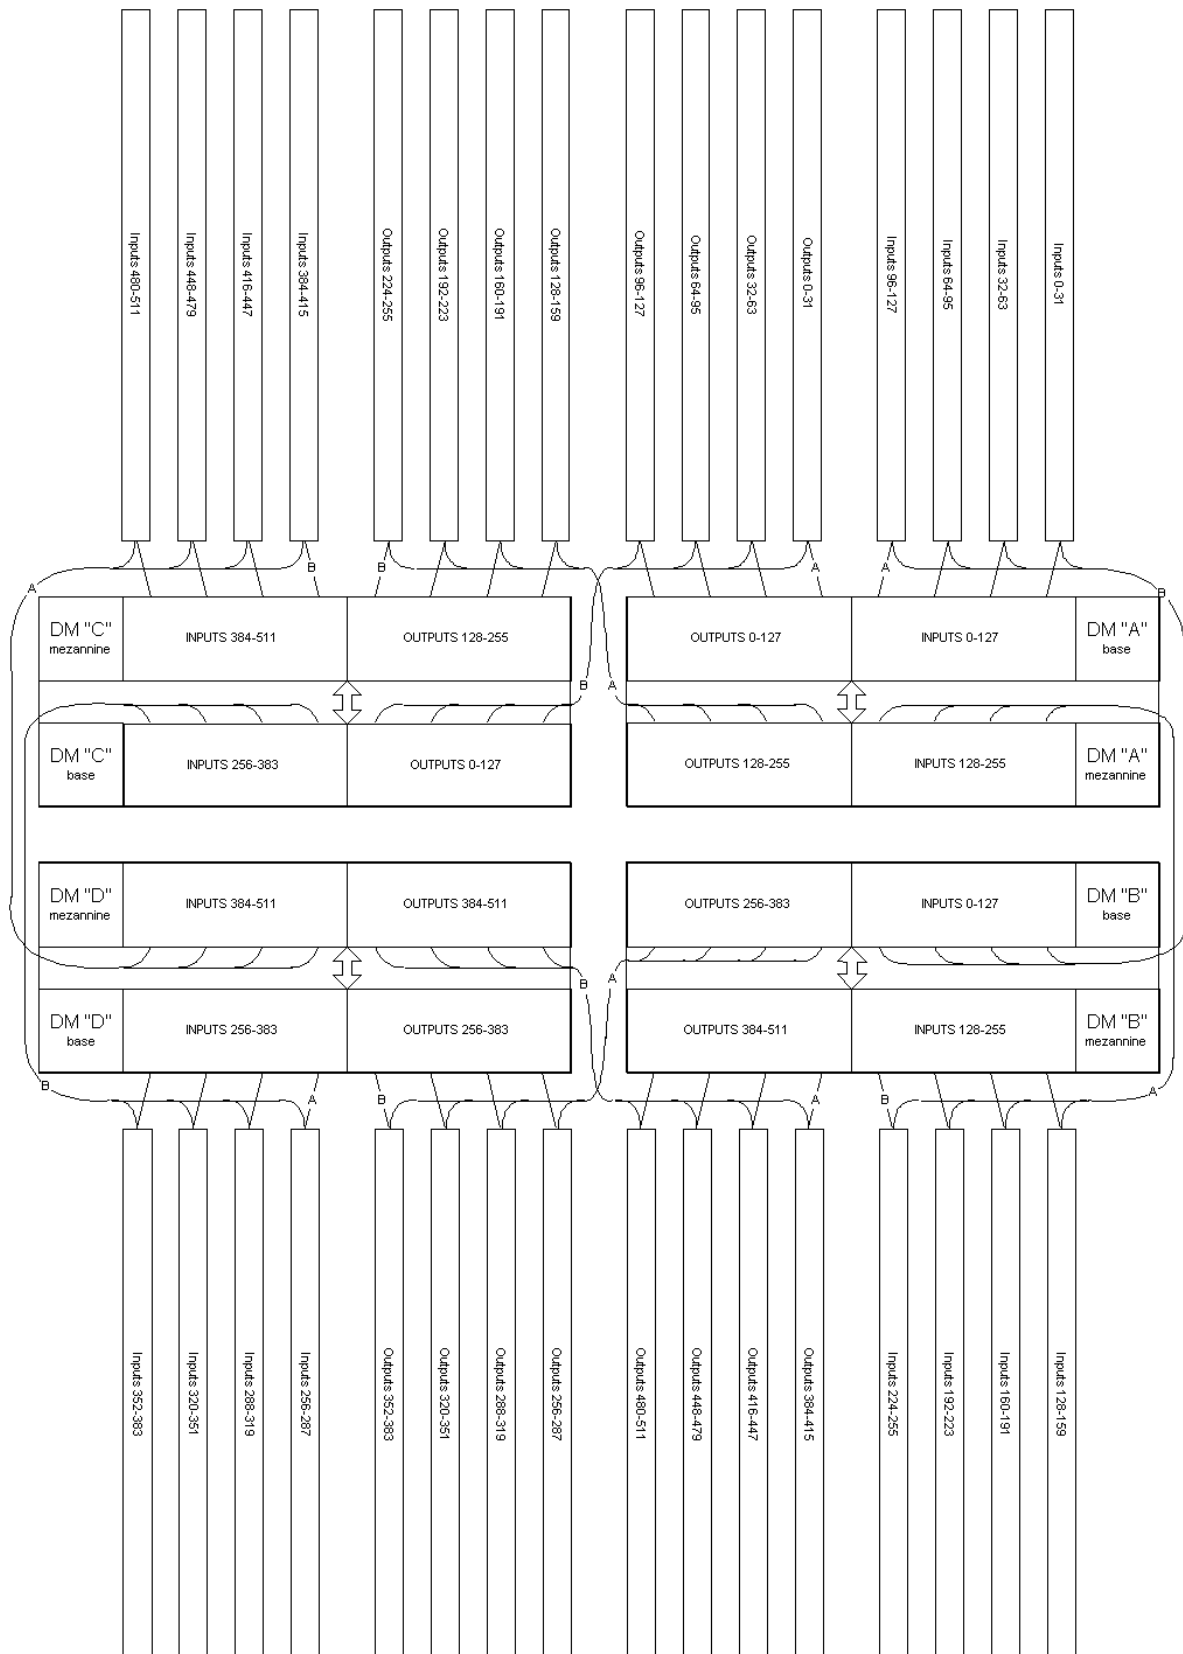 Inputs 480-511
Inputs 448-479
Inputs 416-447
Inputs 384-415
Outputs 224-255
Outputs 192-223
Outputs 160-191
Outputs 128-159
Outputs 96-127
Outputs 64-95
Outputs 32-63
Outputs 0-31
Inputs 96-127
Inputs 64-95
Inputs 32-63
Inputs 0-31
B
B
A
A
A
B
DM "C"
mezannine
INPUTS 384-511
OUTPUTS 128-255
OUTPUTS 0-127
INPUTS 0-127
DM "A"
base
B
A
DM "C"
base
INPUTS 256-383
OUTPUTS 0-127
OUTPUTS 128-255
INPUTS 128-255
DM "A"
mezannine
DM "D"
mezannine
INPUTS 384-511
OUTPUTS 384-511
OUTPUTS 256-383
INPUTS 0-127
DM "B"
base
B
A
DM "D"
base
INPUTS 256-383
OUTPUTS 256-383
OUTPUTS 384-511
INPUTS 128-255
DM "B"
mezannine
B
A
B
A
B
A
Inputs 352-383
Inputs 320-351
Inputs 288-319
Inputs 256-287
Outputs 352-383
Outputs 320-351
Outputs 288-319
Outputs 256-287
Outputs 480-511
Outputs 448-479
Outputs 416-447
Outputs 384-415
Inputs 224-255
Inputs 192-223
Inputs 160-191
Inputs 128-159